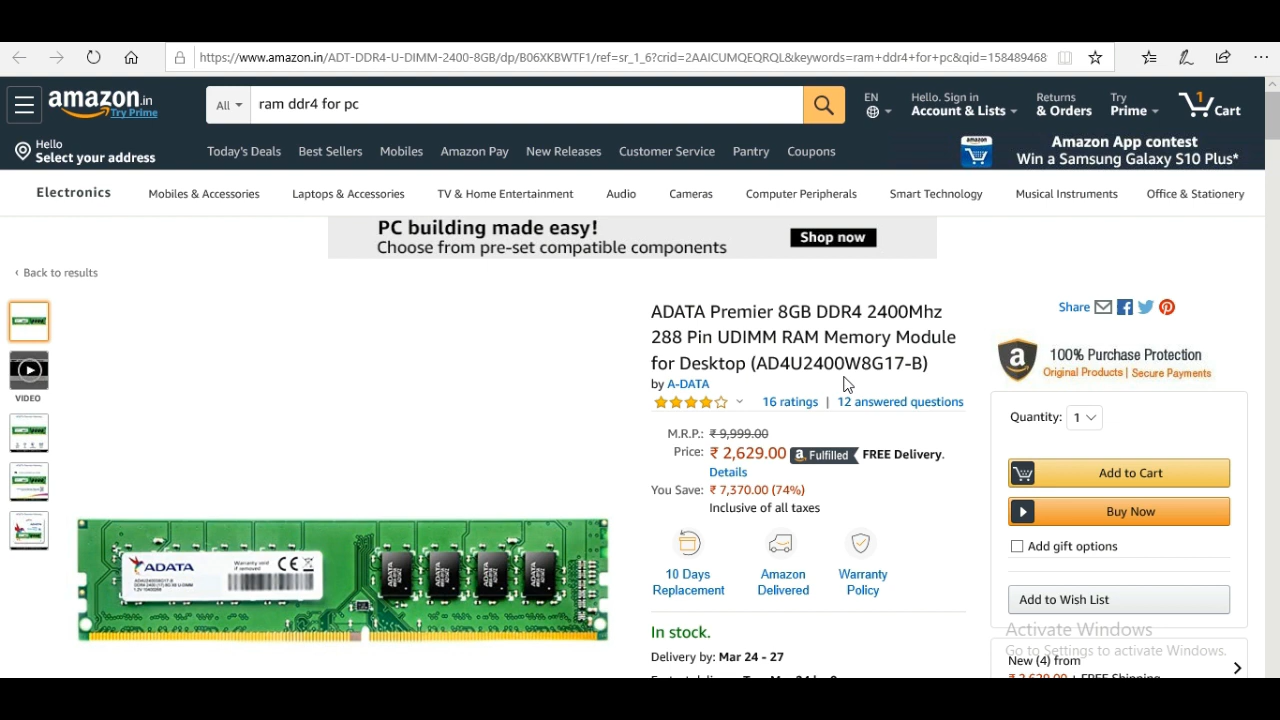 https://www.amazon.in/ADT-DDR4-U-DIMM-2400-8GB/dp/B06XKBWTF1/ref=sr_1_6?crid=2AAICUMQEQRQL&keywords=ram+ddr4+for+pc&qid=158489468
amazon.in
Try Prime
All
ram ddr4 for pc
EN
Hello. Sign in
Account & Lists
Returns
& Orders
Try
Prime
1
Cart
Hello
Select your address
Today's Deals Best Sellers Mobiles Amazon Pay New Releases Customer Service Pantry Coupons
Amazon App contest
Win a Samsung Galaxy S10 Plus*
Electronics Mobiles & Accessories Laptops & Accessories TV & Home Entertainment Audio Cameras Computer Peripherals Smart Technology Musical Instruments Office & Stationery
PC building made easy!
Choose from pre-set compatible components
Shop now
‹ Back to results
VIDEO
ADATA
Warranty void
if removed
ADATA Premier 8GB DDR4 2400Mhz
288 Pin UDIMM RAM Memory Module
for Desktop (AD4U2400W8G17-B)
by A-DATA
16 ratings | 12 answered questions
M.R.P.: ₹ 9,999.00
Price: ₹ 2,629.00 Fulfilled FREE Delivery.
Details
You Save: ₹ 7,370.00 (74%)
Inclusive of all taxes
10 Days
Replacement
Amazon
Delivered
Warranty
Policy
In stock.
Delivery by: Mar 24 - 27
Share
100% Purchase Protection
Original Products | Secure Payments
Quantity: 1
Add to Cart
Buy Now
Add gift options
Add to Wish List
Activate Windows
Go to Settings to activate Windows.
New (4) from
₹ 2,629.00 + FREE Shipping